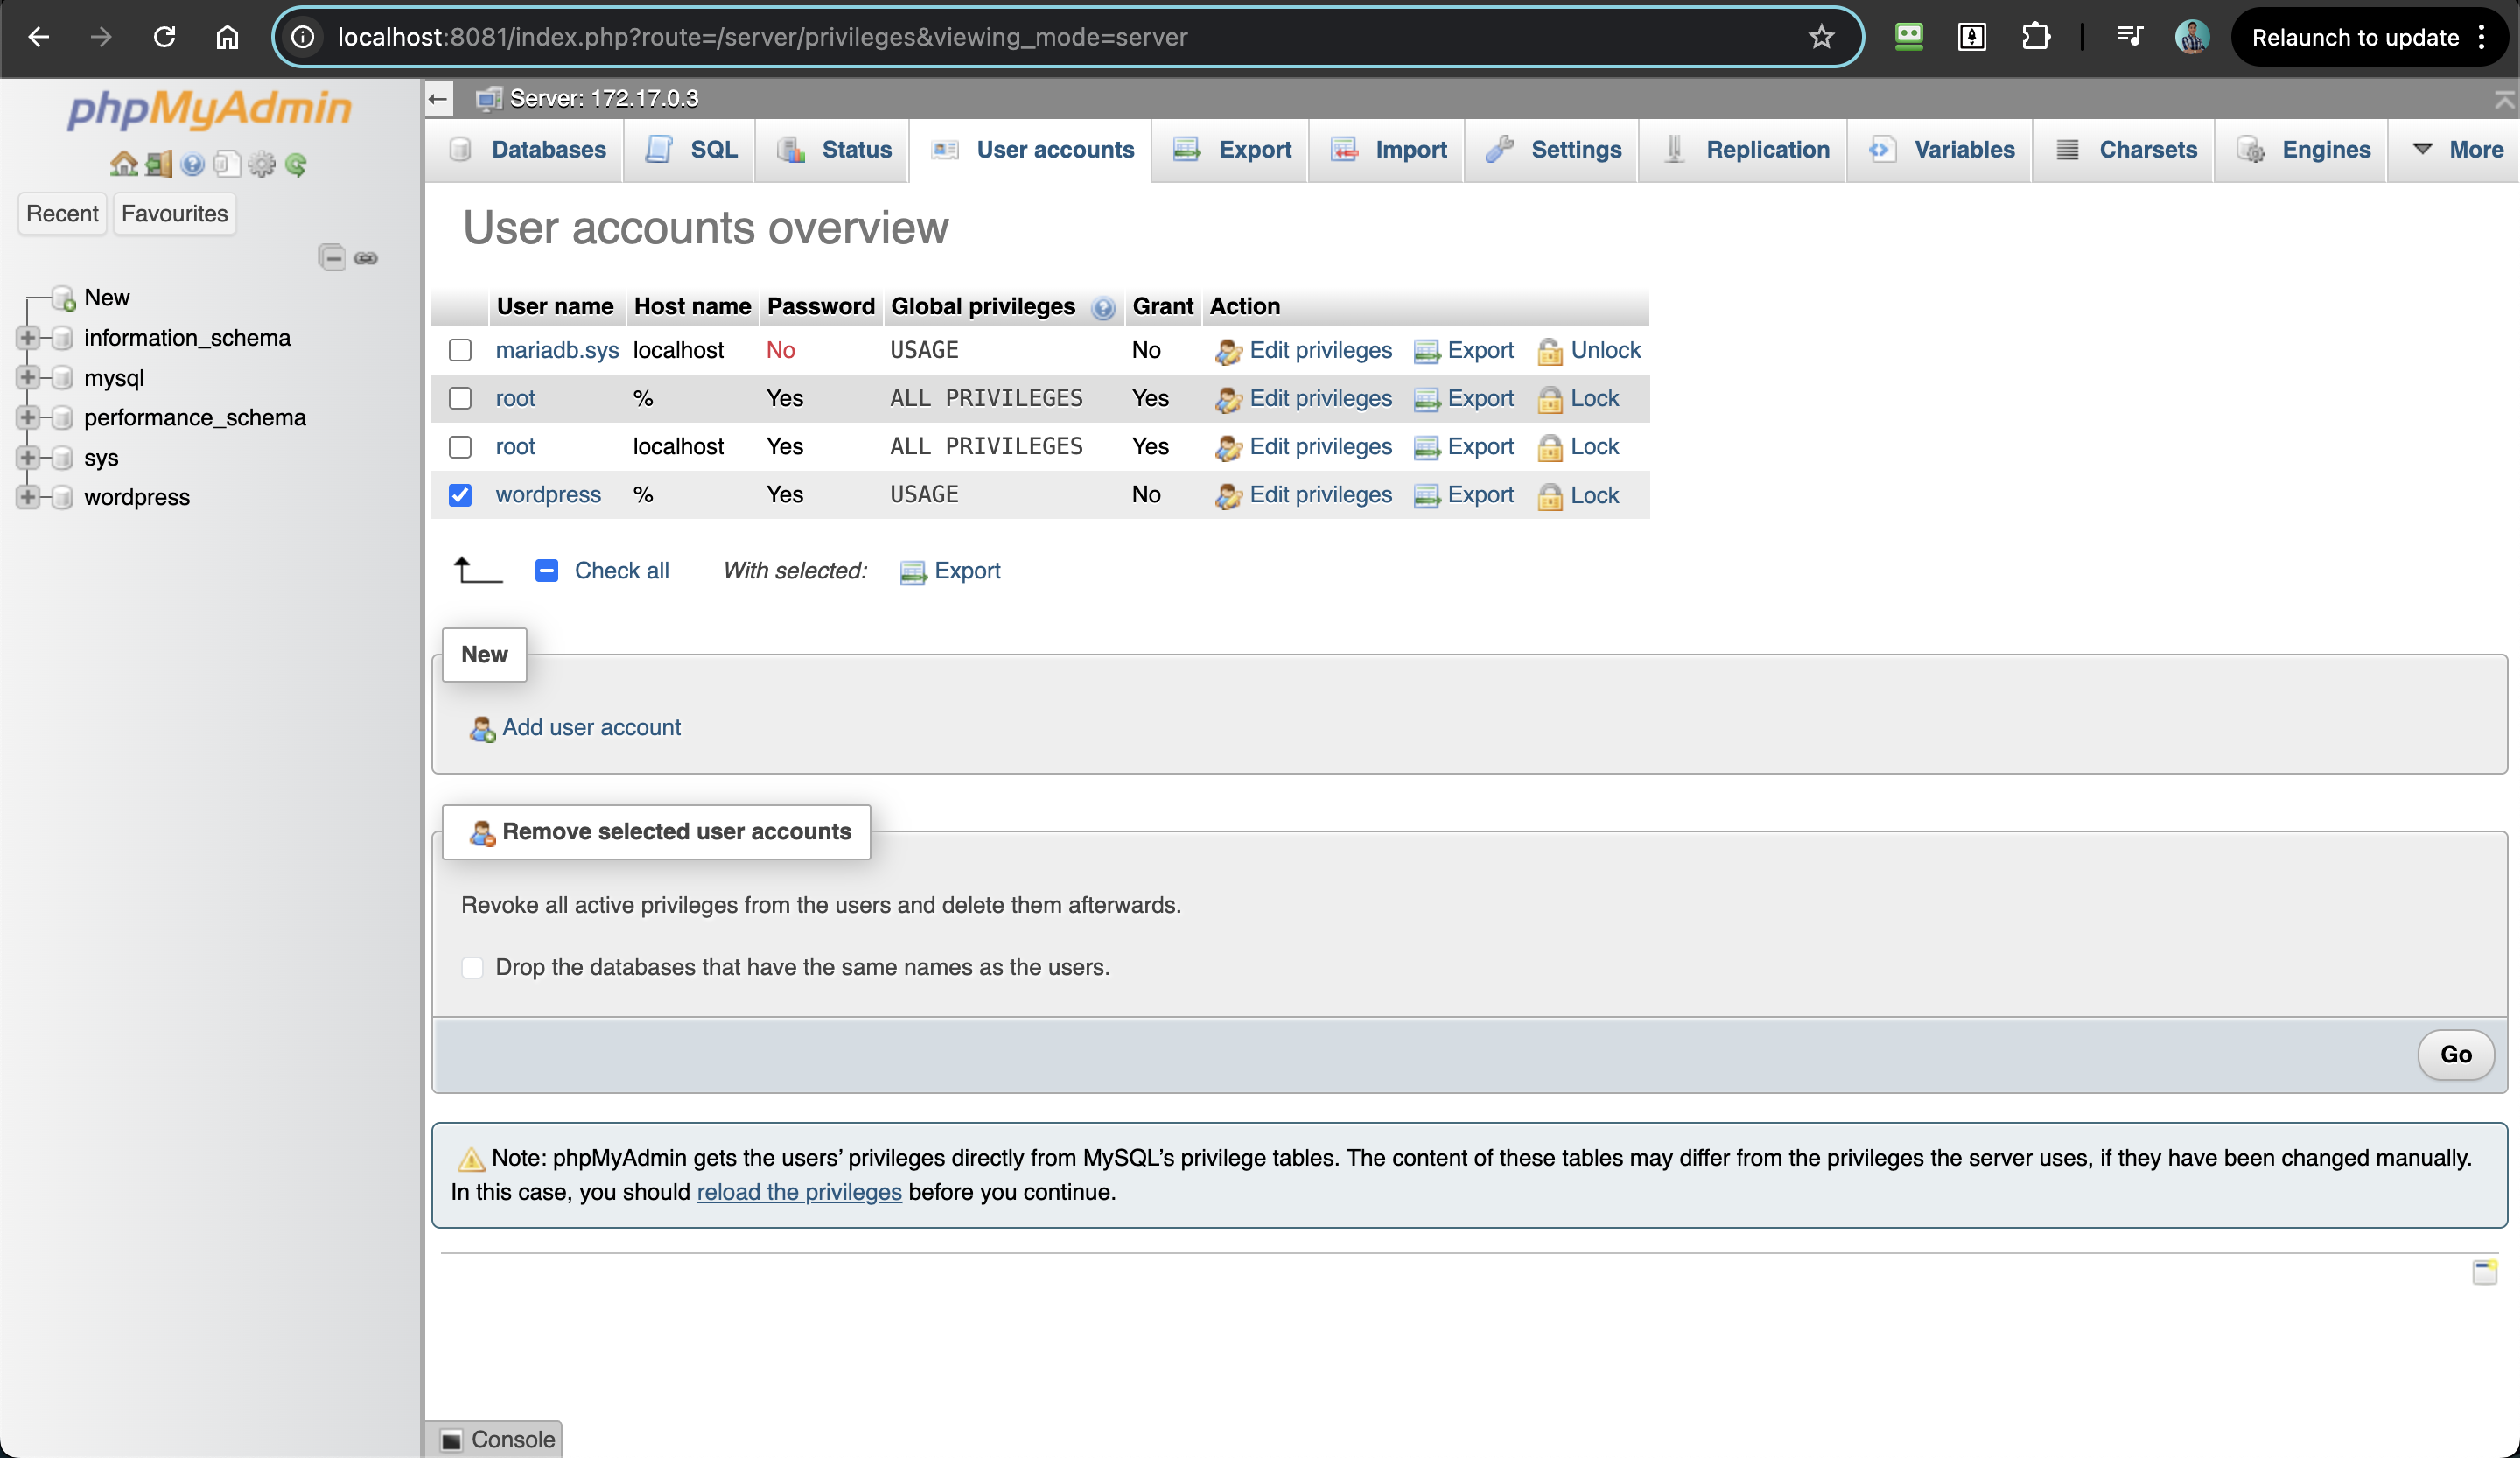 localhost:8081/index.php?route=/server/privileges&viewing_mode=server
Relaunch to update
phpMyAdmin
Recent Favourites
New
information_schema
mysql
performance_schema
sys
wordpress
Server: 172.17.0.3
Databases SQL Status User accounts Export Import Settings Replication Variables Charsets Engines More
User accounts overview
User name Host name Password Global privileges Grant Action
mariadb.sys localhost No USAGE No Edit privileges Export Unlock
root % Yes ALL PRIVILEGES Yes Edit privileges Export Lock
root localhost Yes ALL PRIVILEGES Yes Edit privileges Export Lock
wordpress % Yes USAGE No Edit privileges Export Lock
Check all With selected: Export
New
Add user account
Remove selected user accounts
Revoke all active privileges from the users and delete them afterwards.
Drop the databases that have the same names as the users.
Go
Note: phpMyAdmin gets the users’ privileges directly from MySQL’s privilege tables. The content of these tables may differ from the privileges the server uses, if they have been changed manually.
In this case, you should reload the privileges before you continue.
Console